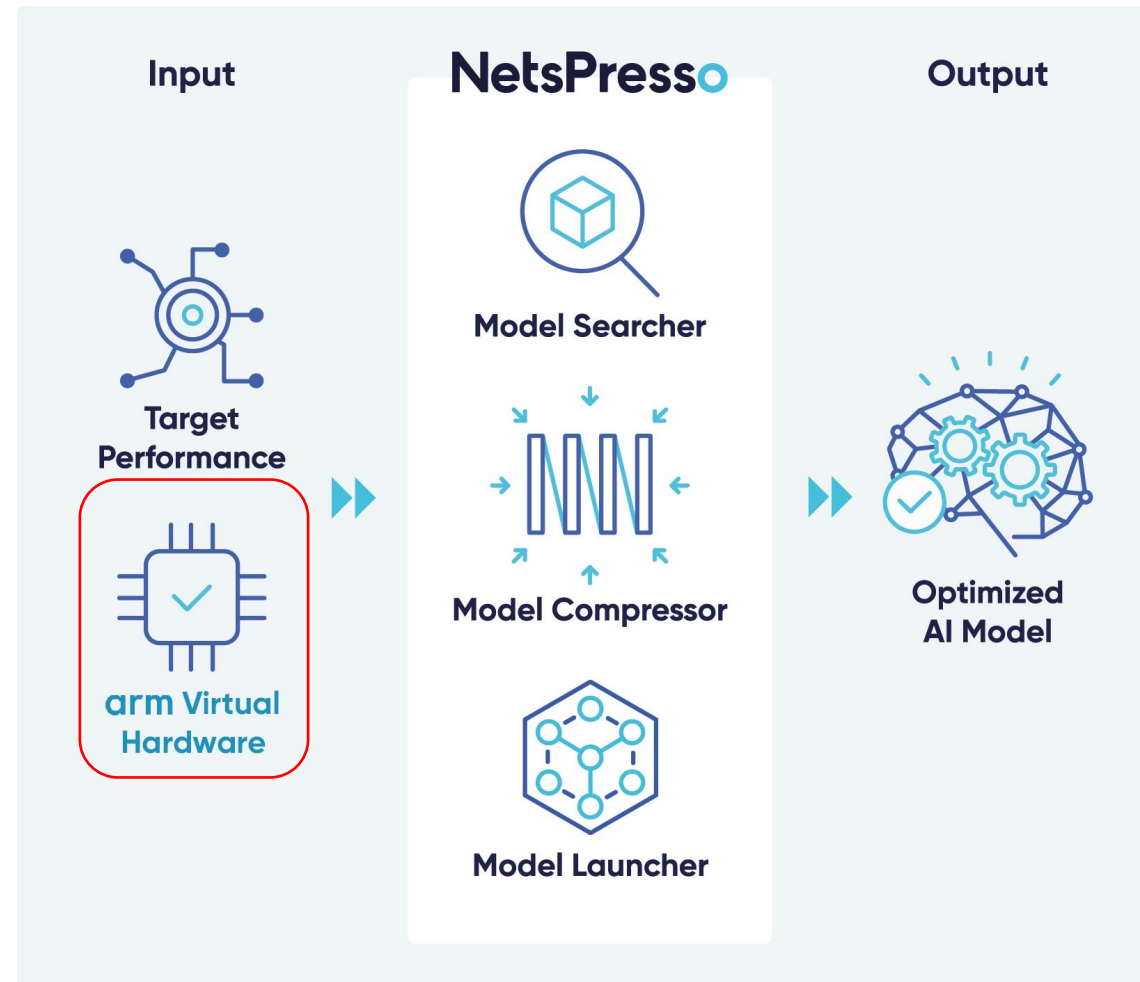 Input
NetsPresso
Output
Model Searcher
Target
Performance
Model Compressor
Optimized
AI Model
arm Virtual
Hardware
Model Launcher